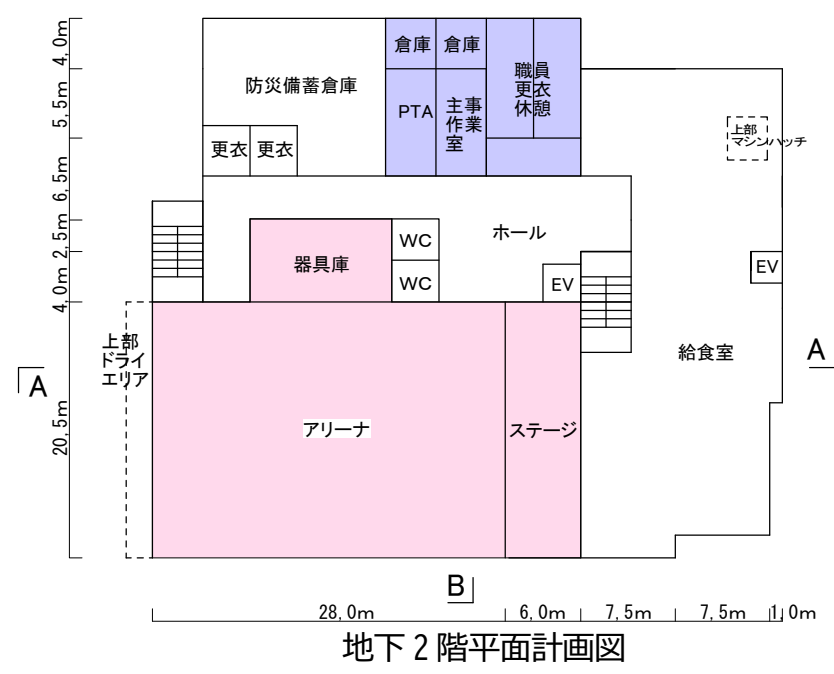 4,0m
5,5m
6,5m
2,5m
4,0m
20,5m
倉庫
倉庫
職員
更衣
休憩
防災備蓄倉庫
PTA
主事
作業
室
上部
マシンハッチ
更衣
更衣
ホール
WC
器具庫
WC
EV
EV
上部
ドライ
エリア
給食室
A
A
アリーナ
ステージ
B
28,0m
6,0m
7,5m
7,5m
1,0m
地下2階平面計画図